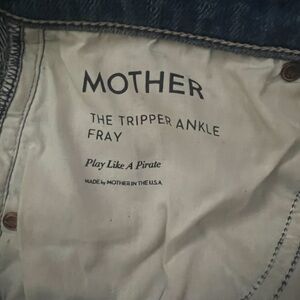 MOTHER
THE TRIPPER ANKLE
FRAY
Play Like A Pirate
MADE by MOTHER IN THE U.S.A.